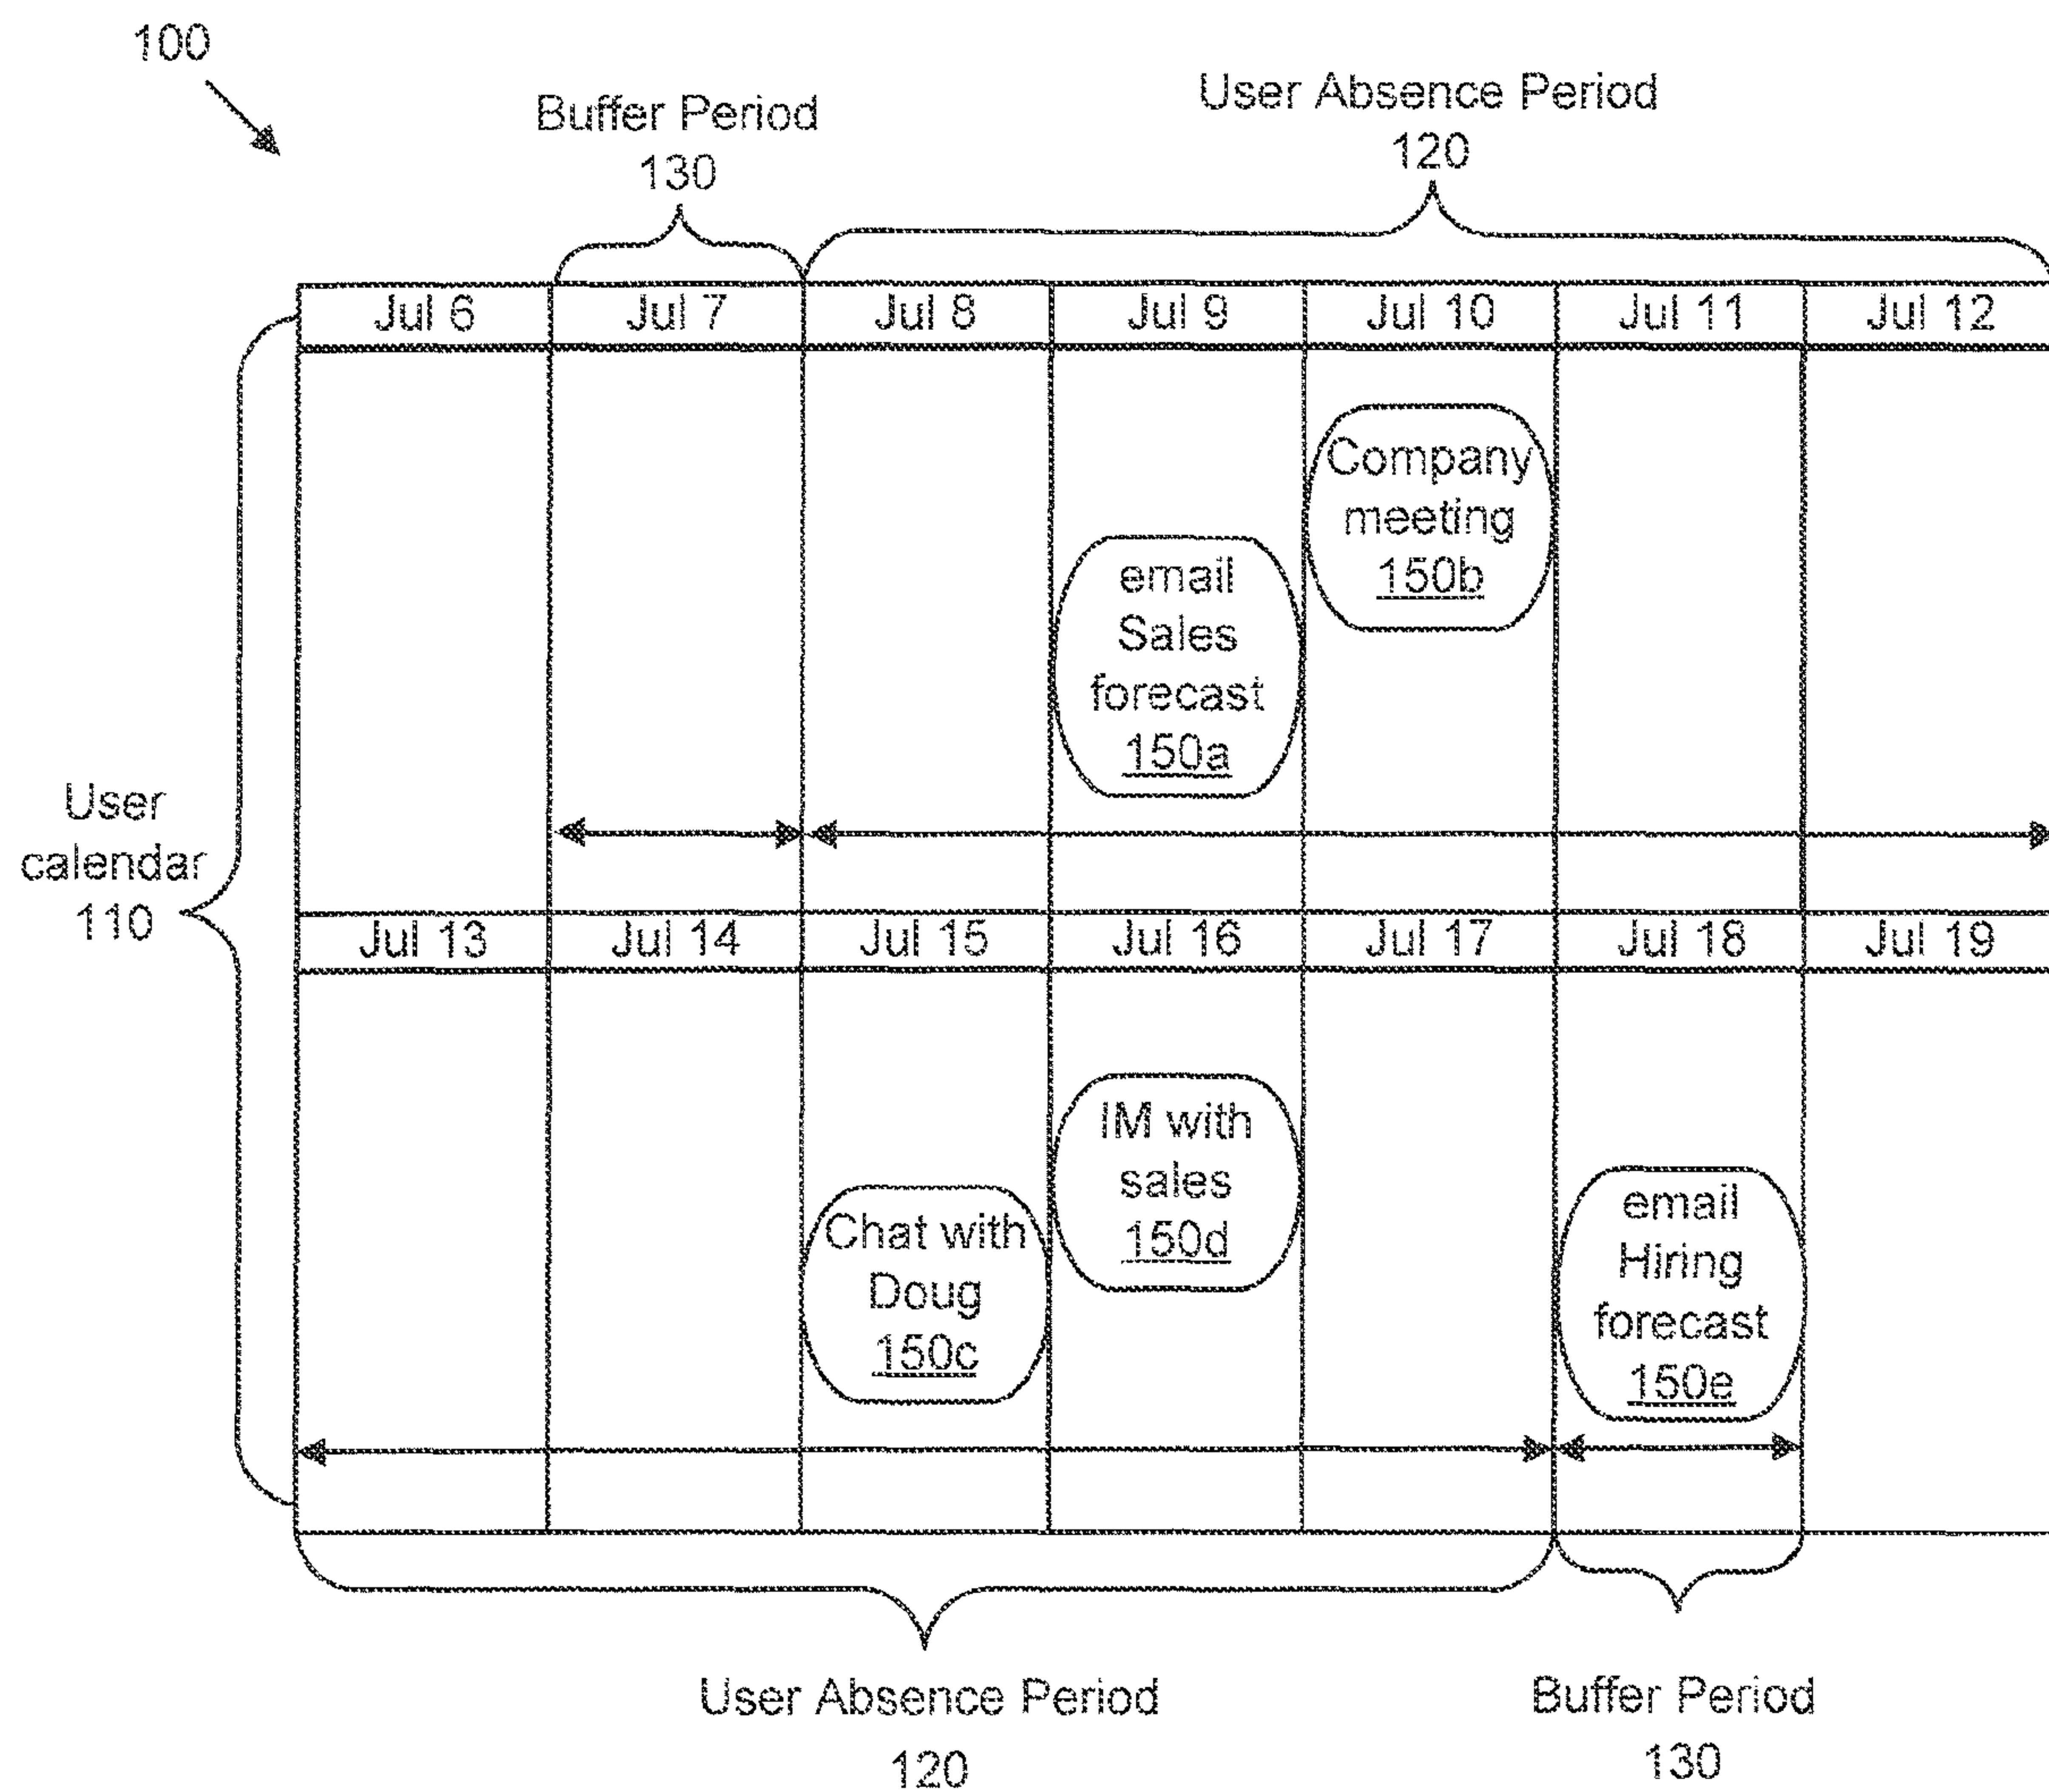 100
Buffer Period
130
User Absence Period
120
Jul 6 Jul 7 Jul 8 Jul 9 Jul 10 Jul 11 Jul 12
Company
meeting
150b
email
Sales
forecast
150a
User
calendar
110
Jul 13 Jul 14 Jul 15 Jul 16 Jul 17 Jul 18 Jul 19
IM with
sales
150d
Chat with
Doug
150c
email
Hiring
forecast
150e
User Absence Period
120
Buffer Period
130